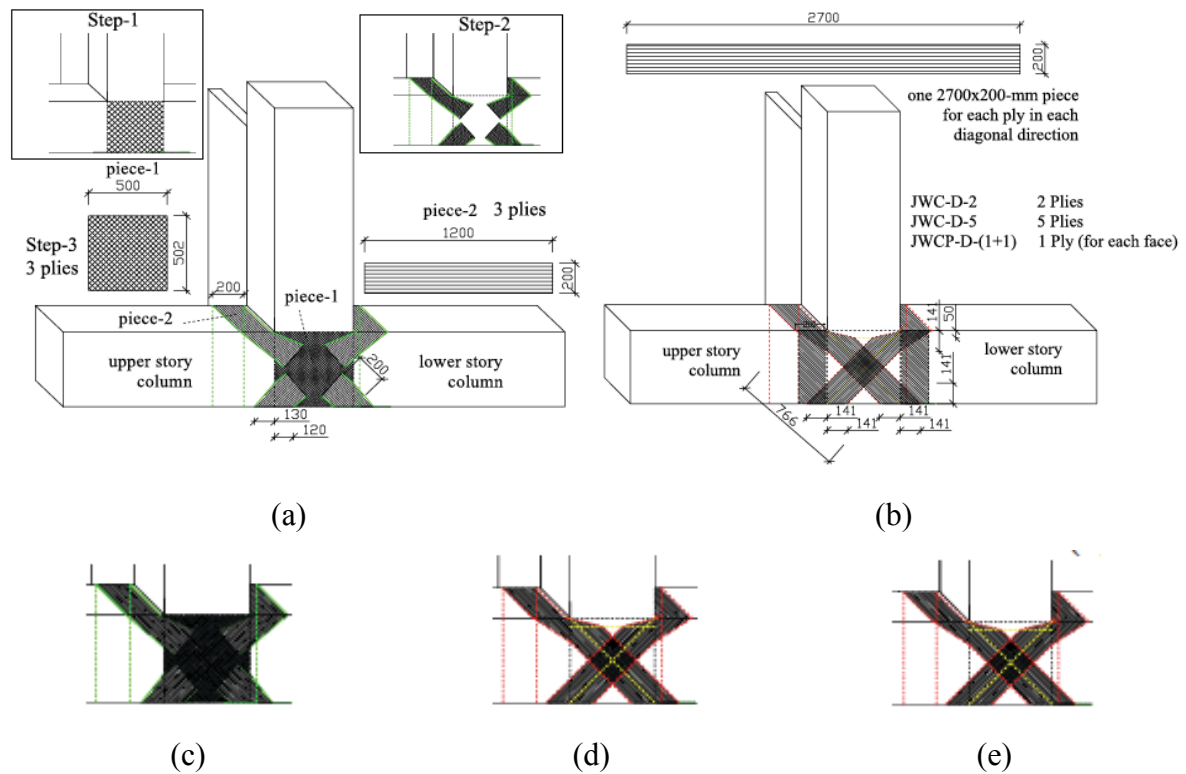 Step-1
Step-2
piece-1
500
502
Step-3
3 plies
piece-2 3 plies
1200
200
200
piece-1
piece-2
upper story
column
lower story
column
200
130
120
(a)
2700
200
one 2700x200-mm piece
for each ply in each
diagonal direction
JWC-D-2 2 Plies
JWC-D-5 5 Plies
JWCP-D-(1+1) 1 Ply (for each face)
200
141
50
141
upper story
column
lower story
column
766
141
141
141
141
(b)
(c)
(d)
(e)